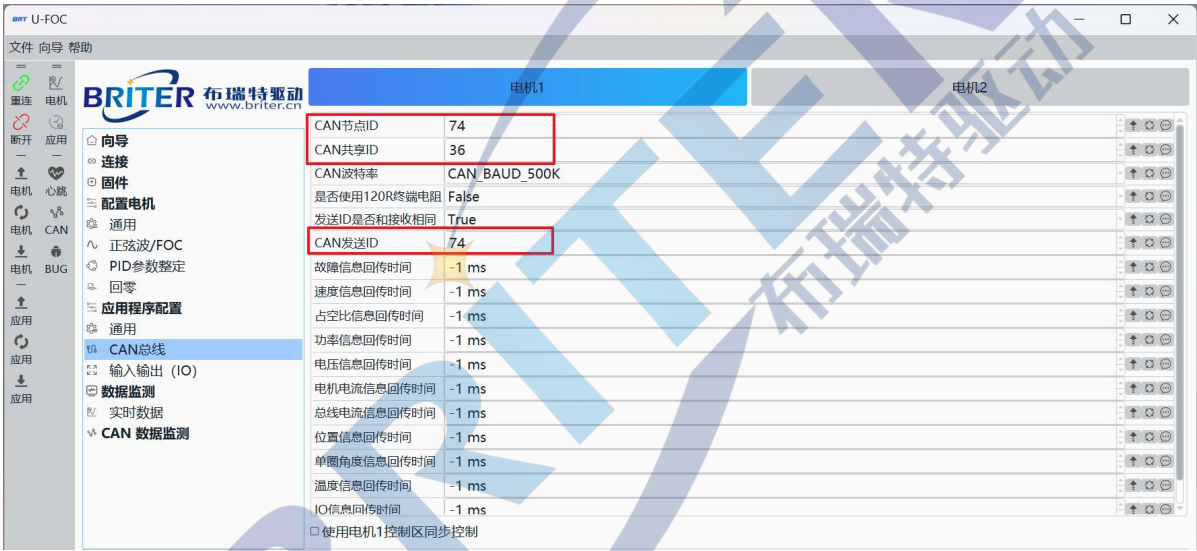 BRT U-FOC
文件 向导 帮助
重连 电机
断开 应用
电机 心跳
电机 CAN
电机 BUG
应用
应用
应用
BRITER 布瑞特驱动
www.briter.cn
向导
连接
固件
配置电机
通用
正弦波/FOC
PID参数整定
回零
应用程序配置
通用
CAN总线
输入输出（IO）
数据监测
实时数据
CAN 数据监测
电机1 电机2
CAN节点ID 74
CAN共享ID 36
CAN波特率 CAN_BAUD_500K
是否使用120R终端电阻 False
发送ID是否和接收相同 True
CAN发送ID 74
故障信息回传时间 -1 ms
速度信息回传时间 -1 ms
占空比信息回传时间 -1 ms
功率信息回传时间 -1 ms
电压信息回传时间 -1 ms
电机电流信息回传时间 -1 ms
总线电流信息回传时间 -1 ms
位置信息回传时间 -1 ms
单圈角度信息回传时间 -1 ms
温度信息回传时间 -1 ms
IO信息回传时间 -1 ms
使用电机1控制区同步控制
BRITER
布瑞特驱动